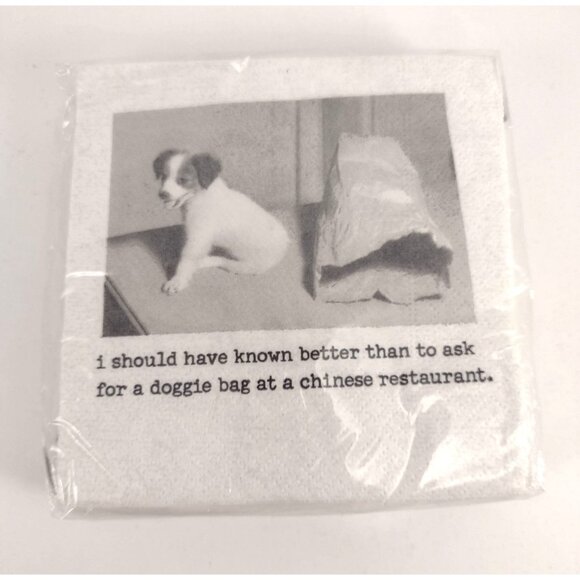 i should have known better than to ask
for a doggie bag at a chinese restaurant.